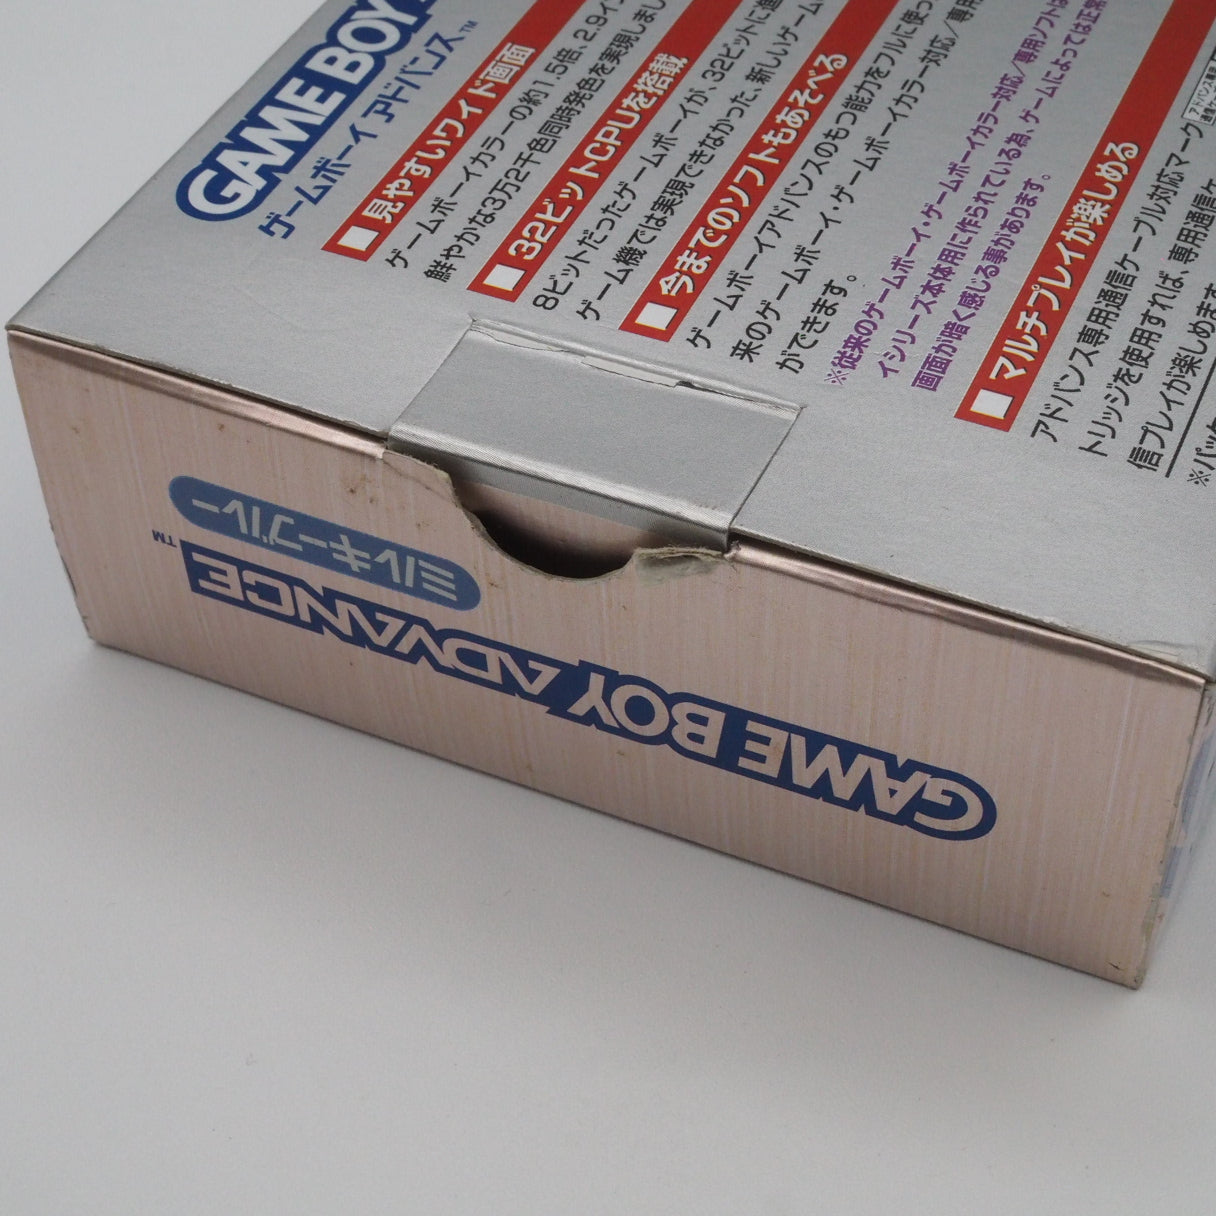 GAME BOY
ゲームボーイ アドバンス™
見やすいワイド画面
ゲームボーイカラーの約1.5倍、2.9イ
鮮やかな3万2千色同時発色を実現しまし
32ビットCPUを搭載
8ビットだったゲームボーイが、32ビットに進
ゲーム機では実現できなかった、新しいゲーム
今までのソフトもあそべる
ゲームボーイアドバンスのもつ能力をフルに使っ
来のゲームボーイ・ゲームボーイカラー対応/専用
ができます。
※従来のゲームボーイ・ゲームボーイカラー対応/専用ソフトは
イシリーズ本体用に作られている為、ゲームによっては正常
画面が暗く感じる事があります。
マルチプレイが楽しめる
アドバンス専用通信ケーブル対応マーク
トリッジを使用すれば、専用通信ケ
信プレイが楽しめます
※パッケ
ミルキーブルー
GAME BOY ADVANCE™